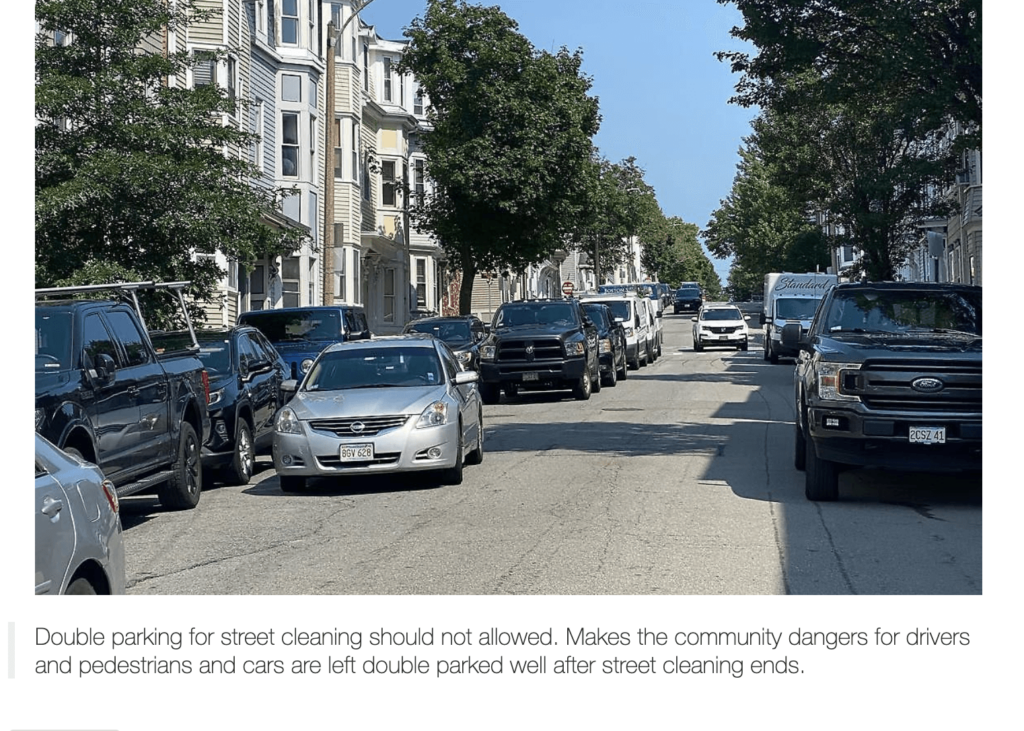 Standard
2CSZ 41
BGV 628
Double parking for street cleaning should not allowed. Makes the community dangers for drivers
and pedestrians and cars are left double parked well after street cleaning ends.